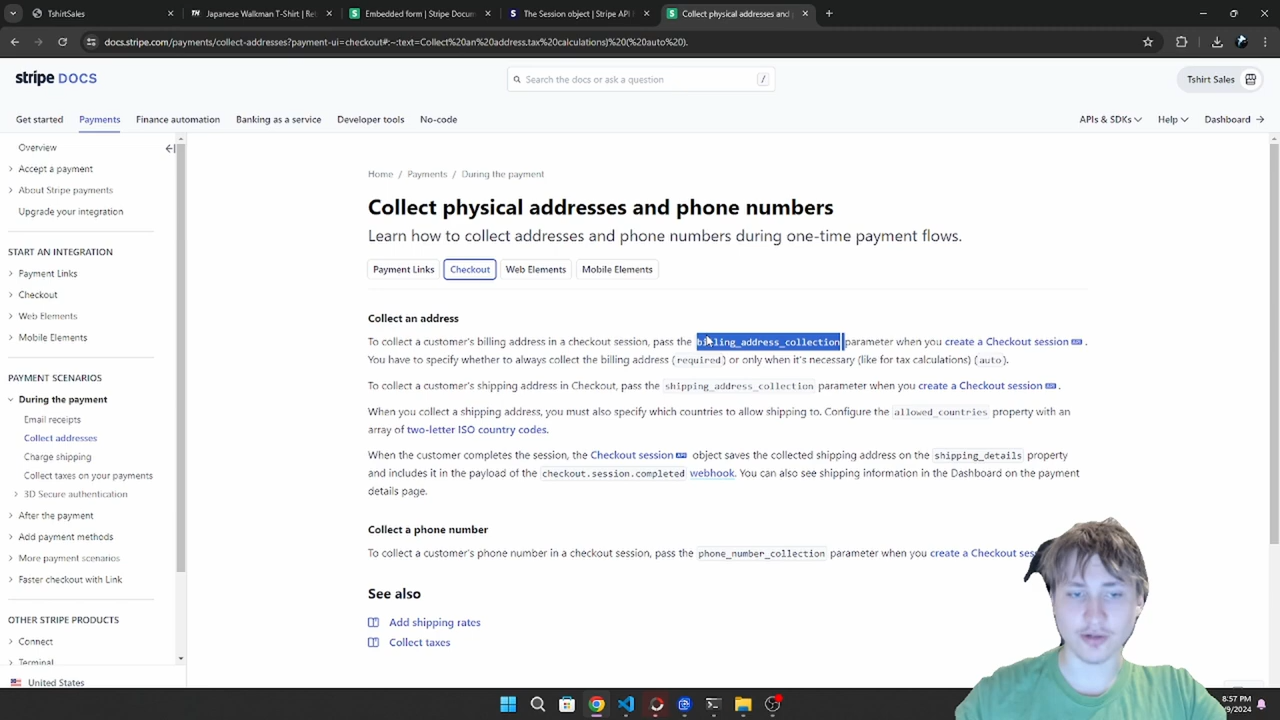 TshirtSales
Japanese Walkman T-Shirt | Re
Embedded form | Stripe Docum
The Session object | Stripe API
Collect physical addresses and p
docs.stripe.com/payments/collect-addresses?payment-ui=checkout#:~:text=Collect%20an%20address,tax%20calculations)%20(%20auto%20).
stripe DOCS
Search the docs or ask a question
/
Tshirt Sales
Get started
Payments
Finance automation
Banking as a service
Developer tools
No-code
APIs & SDKs
Help
Dashboard
Overview
Accept a payment
About Stripe payments
Upgrade your integration
START AN INTEGRATION
Payment Links
Checkout
Web Elements
Mobile Elements
PAYMENT SCENARIOS
During the payment
Email receipts
Collect addresses
Charge shipping
Collect taxes on your payments
3D Secure authentication
After the payment
Add payment methods
More payment scenarios
Faster checkout with Link
OTHER STRIPE PRODUCTS
Connect
Terminal
United States
Home / Payments / During the payment
Collect physical addresses and phone numbers
Learn how to collect addresses and phone numbers during one-time payment flows.
Payment Links
Checkout
Web Elements
Mobile Elements
Collect an address
To collect a customer's billing address in a checkout session, pass the billing_address_collection parameter when you create a Checkout session .
You have to specify whether to always collect the billing address (required) or only when it's necessary (like for tax calculations) (auto).
To collect a customer's shipping address in Checkout, pass the shipping_address_collection parameter when you create a Checkout session .
When you collect a shipping address, you must also specify which countries to allow shipping to. Configure the allowed_countries property with an
array of two-letter ISO country codes.
When the customer completes the session, the Checkout session object saves the collected shipping address on the shipping_details property
and includes it in the payload of the checkout.session.completed webhook. You can also see shipping information in the Dashboard on the payment
details page.
Collect a phone number
To collect a customer's phone number in a checkout session, pass the phone_number_collection parameter when you create a Checkout ses
See also
Add shipping rates
Collect taxes
8:57 PM
/9/2024